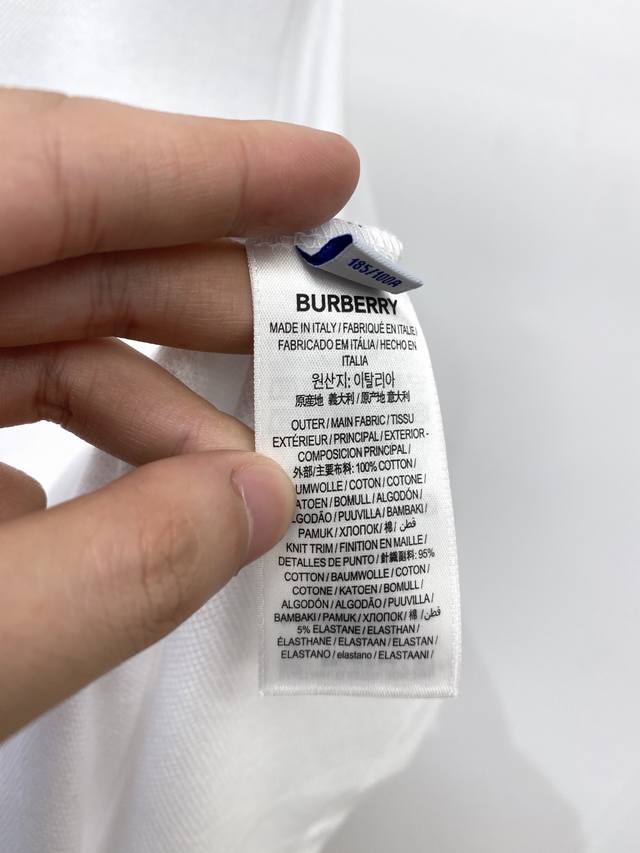 185/100A
BURBERRY
MADE IN ITALY / FABRIQUÉ EN ITALIE /
FABRICADO EM ITÁLIA / HECHO EN
ITALIA
원산지: 이탈리아
原産地 義大利 / 原产地 意大利
OUTER / MAIN FABRIC / TISSU
EXTÉRIEUR / PRINCIPAL / EXTERIOR -
COMPOSICION PRINCIPAL /
外部/主要布料: 100% COTTON /
UMWOLLE / COTON / COTONE /
ATOEN / BOMULL / ALGODÓN /
LGODÃO / PUUVILLA / BAMBAKI /
PAMUK / ХЛОПОК / 棉 / قطن /
KNIT TRIM / FINITION EN MAILLE /
DETALLES DE PUNTO / 針織副料: 95%
COTTON / BAUMWOLLE / COTON /
COTONE / KATOEN / BOMULL /
ALGODÓN / ALGODÃO / PUUVILLA /
BAMBAKI / PAMUK / ХЛОПОК / 棉 / قطن /
5% ELASTANE / ELASTHAN /
ÉLASTHANE / ELASTAAN / ELASTAN /
ELASTANO / elastano / ELASTAANI /